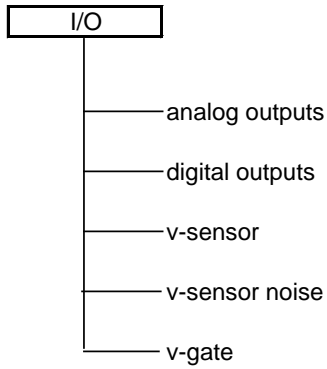 I/O
analog outputs
digital outputs
v-sensor
v-sensor noise
v-gate